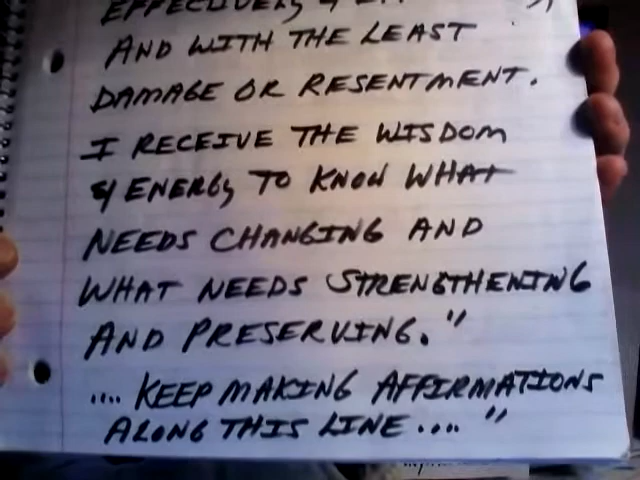 EFFECTIVELY &
AND WITH THE LEAST
DAMAGE OR RESENTMENT.
I RECEIVE THE WISDOM
& ENERGY TO KNOW WHAT
NEEDS CHANGING AND
WHAT NEEDS STRENGTHENING
AND PRESERVING."
.... KEEP MAKING AFFIRMATIONS
ALONG THIS LINE .... "